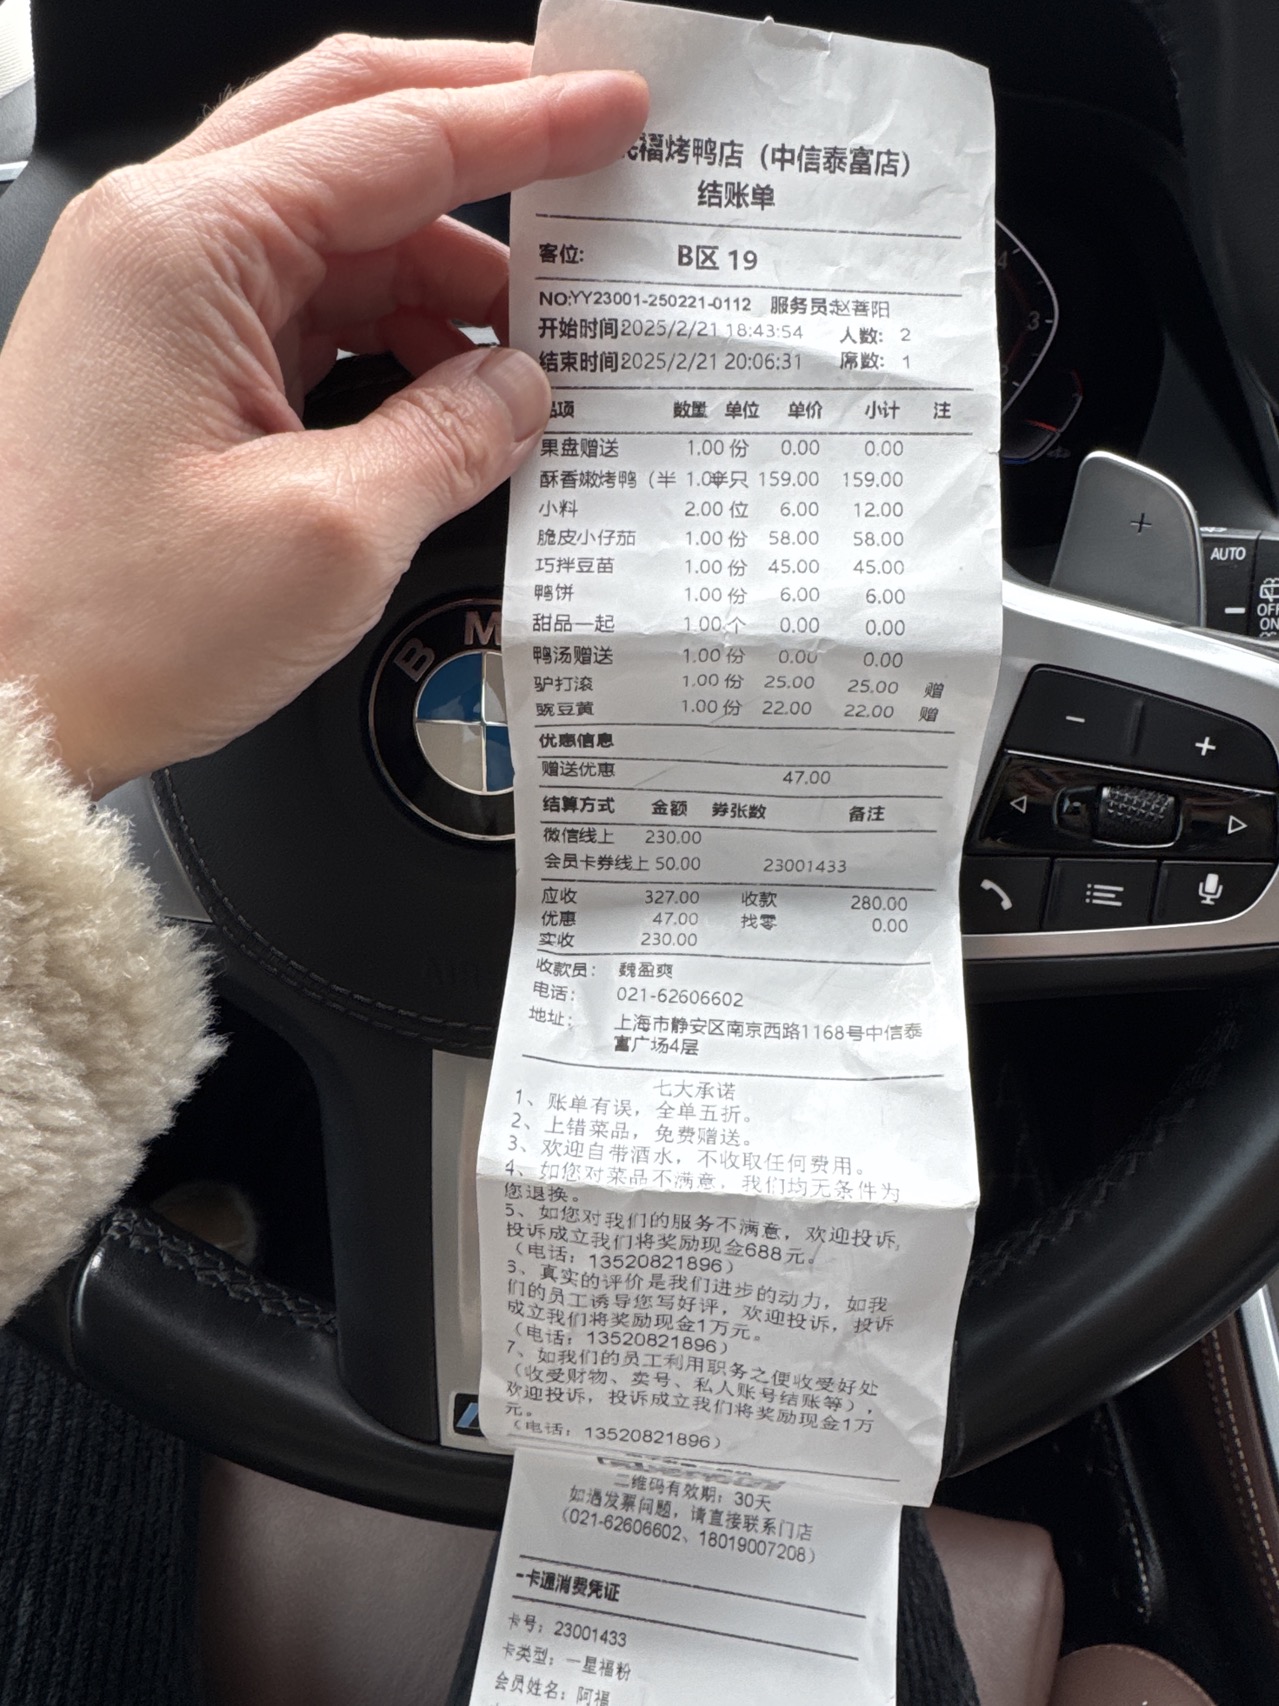 福烤鸭店（中信泰富店）
结账单
客位: B区 19
NO:YY23001-250221-0112 服务员:赵善阳
开始时间2025/2/21 18:43:54 人数: 2
结束时间2025/2/21 20:06:31 席数: 1
品项 数量 单位 单价 小计 注
果盘赠送 1.00 份 0.00 0.00
酥香嫩烤鸭（半 1.00 半只 159.00 159.00
小料 2.00 位 6.00 12.00
脆皮小仔茄 1.00 份 58.00 58.00
巧拌豆苗 1.00 份 45.00 45.00
鸭饼 1.00 份 6.00 6.00
甜品一起 1.00 个 0.00 0.00
鸭汤赠送 1.00 份 0.00 0.00
驴打滚 1.00 份 25.00 25.00 赠
豌豆黄 1.00 份 22.00 22.00 赠
优惠信息
赠送优惠 47.00
结算方式 金额 券张数 备注
微信线上 230.00
会员卡券线上 50.00 23001433
应收 327.00 收款 280.00
优惠 47.00 找零 0.00
实收 230.00
收款员: 魏盈爽
电话: 021-62606602
地址: 上海市静安区南京西路1168号中信泰
富广场4层
七大承诺
1、账单有误，全单五折。
2、上错菜品，免费赠送。
3、欢迎自带酒水，不收取任何费用。
4、如您对菜品不满意，我们均无条件为
您退换。
5、如您对我们的服务不满意，欢迎投诉,
投诉成立我们将奖励现金688元。
（电话：13520821896）
6、真实的评价是我们进步的动力，如我
们的员工诱导您写好评，欢迎投诉，投诉
成立我们将奖励现金1万元。
（电话：13520821896）
7、如我们的员工利用职务之便收受好处
（收受财物、卖号、私人账号结账等），
欢迎投诉，投诉成立我们将奖励现金1万
元。
（电话：13520821896）
二维码有效期：30天
如遇发票问题，请直接联系门店
（021-62606602、18019007208）
一卡通消费凭证
卡号：23001433
卡类型：一星福粉
会员姓名：阿福
B M
AUTO
OFF
ON
4
3
2
+
−
−
+